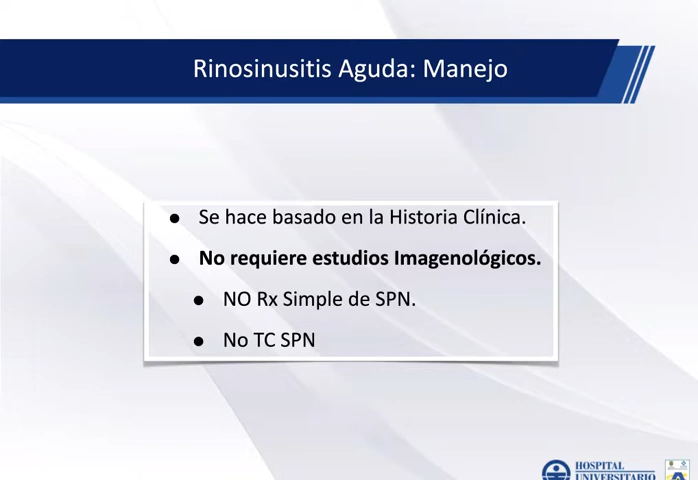 Rinosinusitis Aguda: Manejo
● Se hace basado en la Historia Clínica.
● No requiere estudios Imagenológicos.
● NO Rx Simple de SPN.
● No TC SPN
HOSPITAL
UNIVERSITARIO